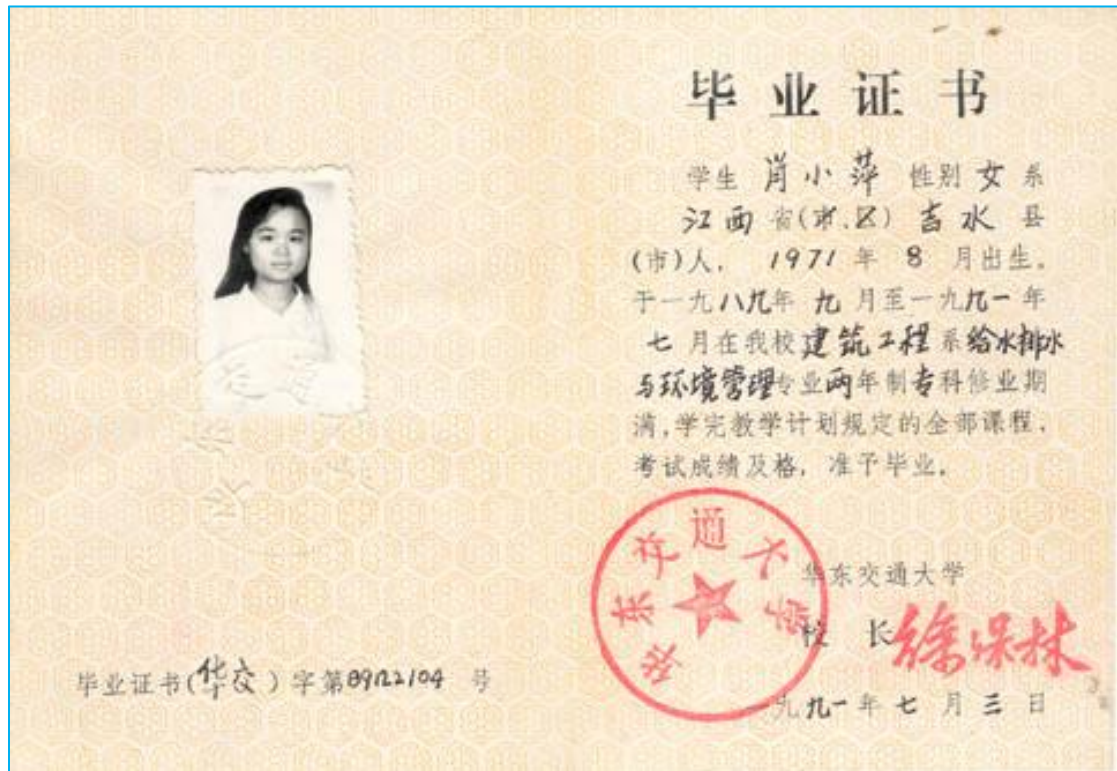 毕业证书
学生 肖小萍 性别 女 系
江西省(市.区) 吉水 县
(市)人, 1971 年 8 月出生,
于一九八九年 九 月至一九九一年
七 月在我校建筑工程系给水排水
与环境管理专业两年制专科修业期
满,学完教学计划规定的全部课程,
考试成绩及格, 准予毕业。
华东交通大学
华东交通大学
校 长 徐保林
毕业证书(华交)字第 号
一九九一年 七 月 三 日